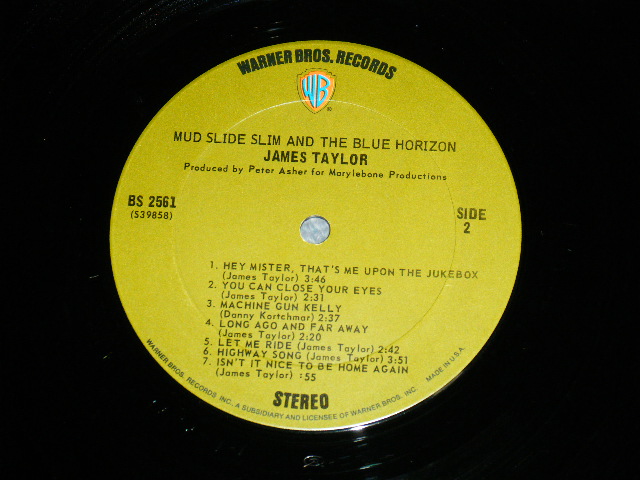 WARNER BROS. RECORDS
WB
MUD SLIDE SLIM AND THE BLUE HORIZON
JAMES TAYLOR
Produced by Peter Asher for Marylebone Productions
BS 2561
(S39858)
SIDE
2
1. HEY MISTER, THAT'S ME UPON THE JUKEBOX
(James Taylor) 3:46
2. YOU CAN CLOSE YOUR EYES
(James Taylor) 2:31
3. MACHINE GUN KELLY
(Danny Kortchmar) 2:37
4. LONG AGO AND FAR AWAY
(James Taylor) 2:20
5. LET ME RIDE (James Taylor) 2:42
6. HIGHWAY SONG (James Taylor) 3:51
7. ISN'T IT NICE TO BE HOME AGAIN
(James Taylor) :55
STEREO
WARNER BROS. RECORDS INC., A SUBSIDIARY AND LICENSEE OF WARNER BROS. INC. MADE IN U.S.A.